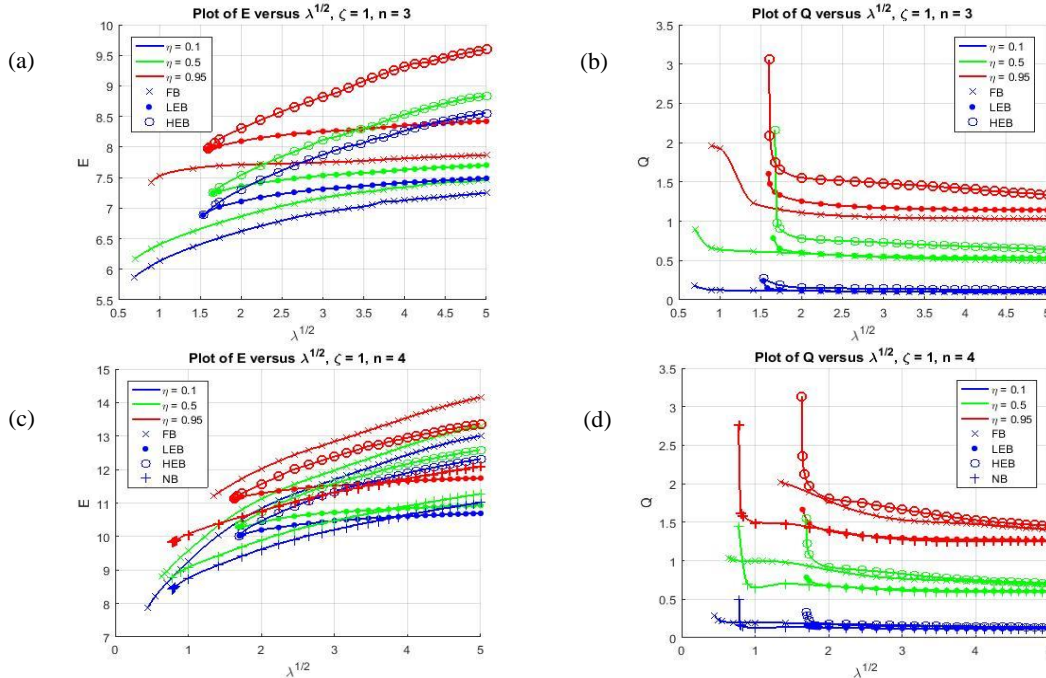 (a)
Plot of E versus λ^{1/2}, ζ = 1, n = 3
η = 0.1
η = 0.5
η = 0.95
FB
LEB
HEB
E
10
9.5
9
8.5
8
7.5
7
6.5
6
5.5
0.5 1 1.5 2 2.5 3 3.5 4 4.5 5
λ^{1/2}
(b)
Plot of Q versus λ^{1/2}, ζ = 1, n = 3
η = 0.1
η = 0.5
η = 0.95
FB
LEB
HEB
Q
3.5
3
2.5
2
1.5
1
0.5
0
0.5 1 1.5 2 2.5 3 3.5 4 4.5 5
λ^{1/2}
(c)
Plot of E versus λ^{1/2}, ζ = 1, n = 4
η = 0.1
η = 0.5
η = 0.95
FB
LEB
HEB
NB
E
15
14
13
12
11
10
9
8
7
0 1 2 3 4 5
λ^{1/2}
(d)
Plot of Q versus λ^{1/2}, ζ = 1, n = 4
η = 0.1
η = 0.5
η = 0.95
FB
LEB
HEB
NB
Q
3.5
3
2.5
2
1.5
1
0.5
0
0 1 2 3 4 5
λ^{1/2}